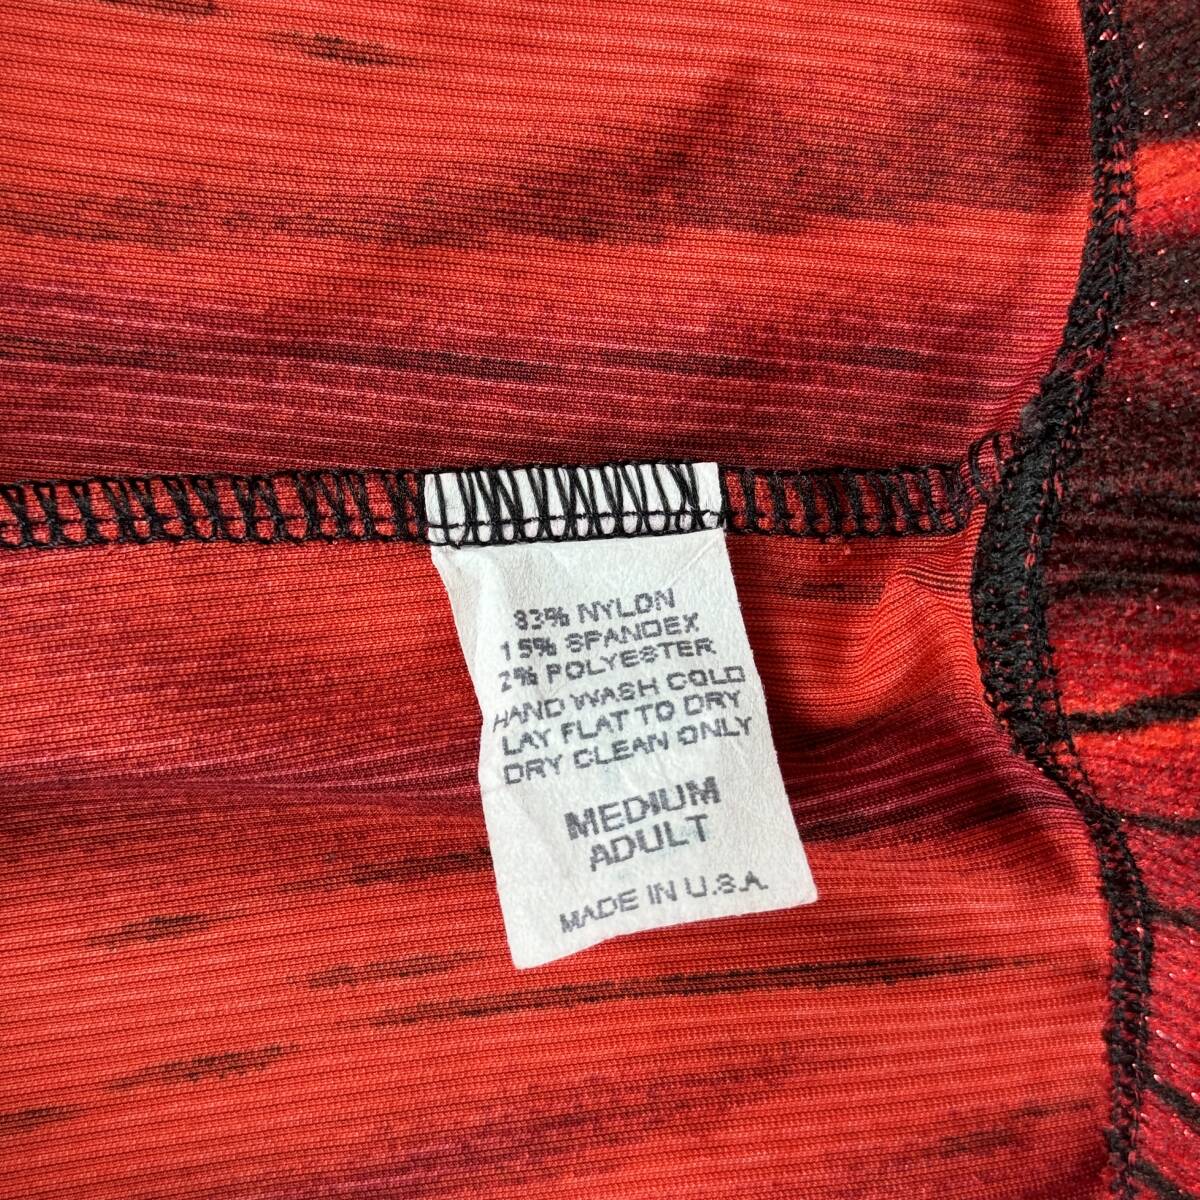 83% NYLON
15% SPANDEX
2% POLYESTER
HAND WASH COLD
LAY FLAT TO DRY
DRY CLEAN ONLY
MEDIUM
ADULT
MADE IN U.S.A.